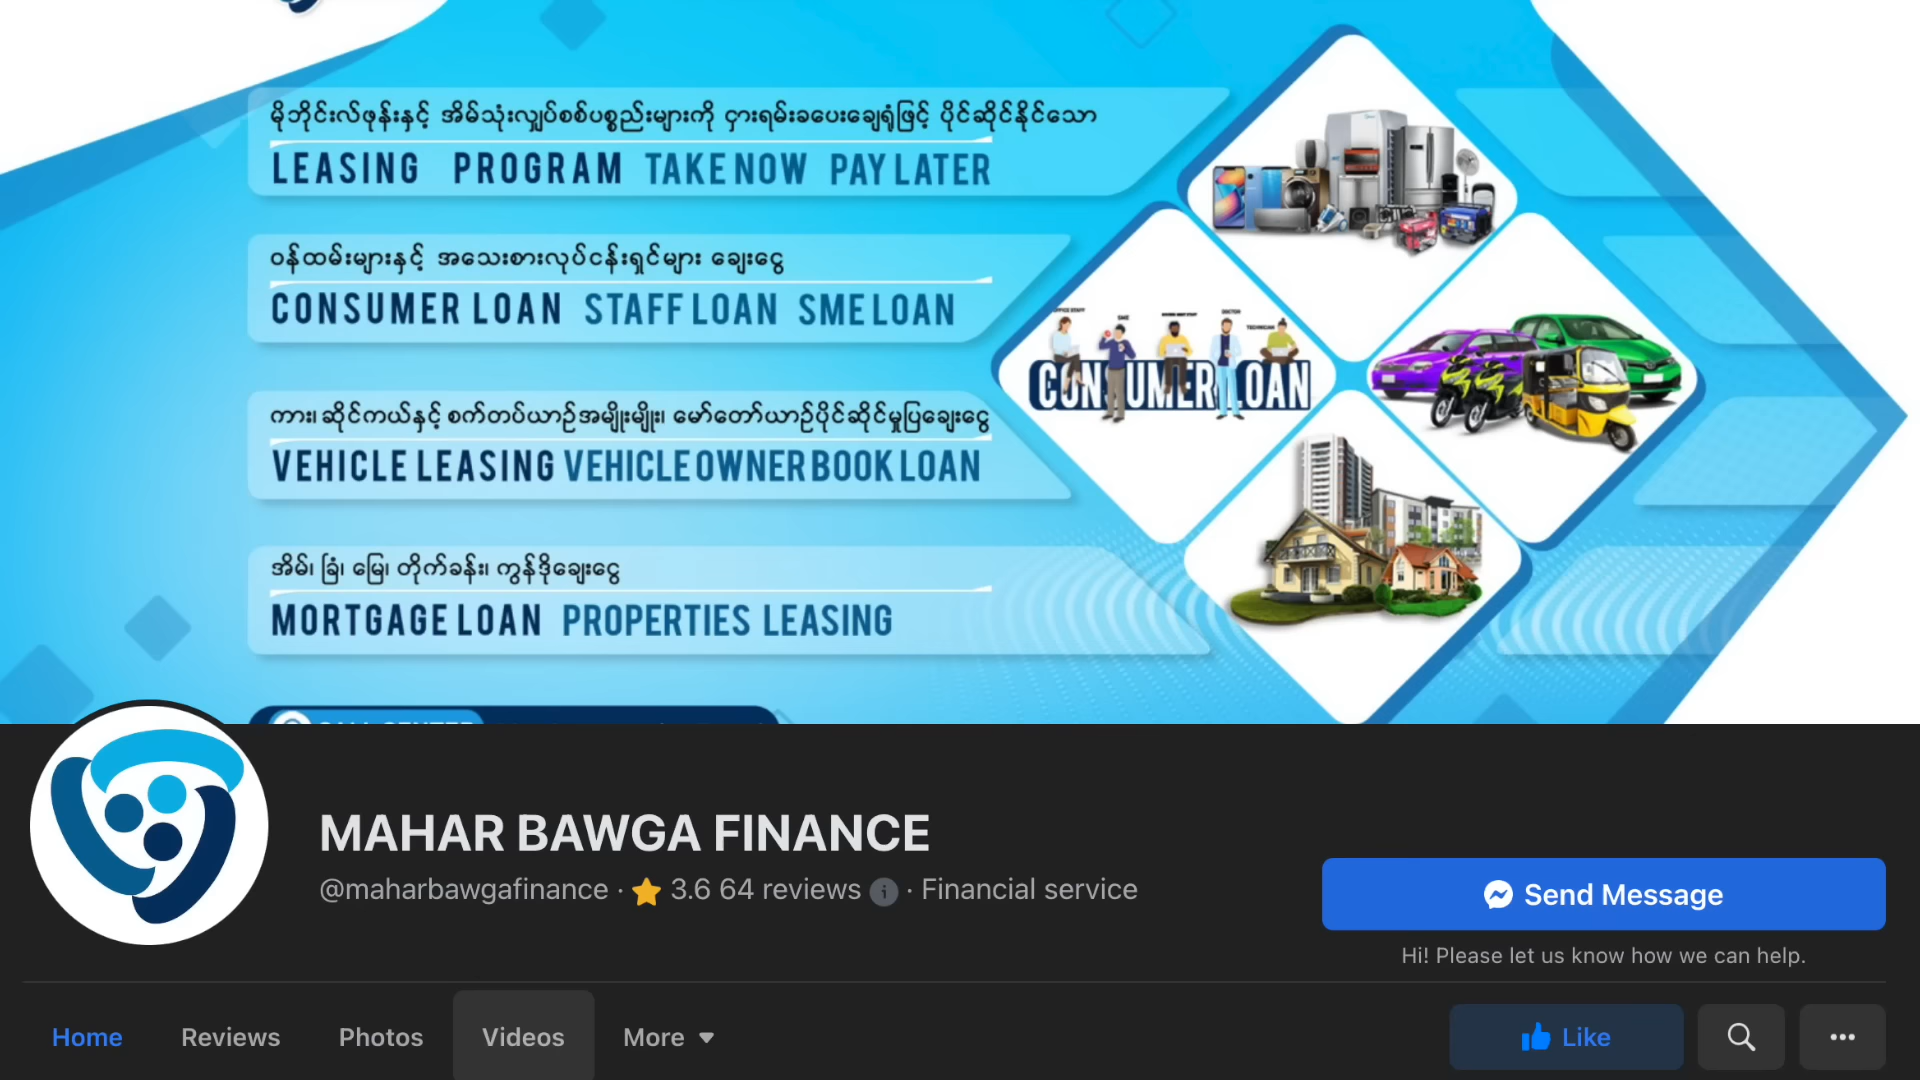 မိုဘိုင်းလ်ဖုန်းနှင့် အိမ်သုံးလျှပ်စစ်ပစ္စည်းများကို ငှားရမ်းခပေးချေရုံဖြင့် ပိုင်ဆိုင်နိုင်သော
LEASING PROGRAM TAKE NOW PAY LATER
ဝန်ထမ်းများနှင့် အသေးစားလုပ်ငန်းရှင်များ ချေးငွေ
CONSUMER LOAN STAFF LOAN SME LOAN
OFFICE STAFF
SME
DOCTOR
TECHNICIAN
CONSUMER LOAN
ကား၊ ဆိုင်ကယ်နှင့် စက်တပ်ယာဉ်အမျိုးမျိုး၊ မော်တော်ယာဉ်ပိုင်ဆိုင်မှုပြချေးငွေ
VEHICLE LEASING VEHICLE OWNER BOOK LOAN
အိမ်၊ ခြံ၊ မြေ၊ တိုက်ခန်း၊ ကွန်ဒိုချေးငွေ
MORTGAGE LOAN PROPERTIES LEASING
MAHAR BAWGA FINANCE
@maharbawgafinance · 3.6 64 reviews · Financial service
Send Message
Hi! Please let us know how we can help.
Home Reviews Photos Videos More
Like